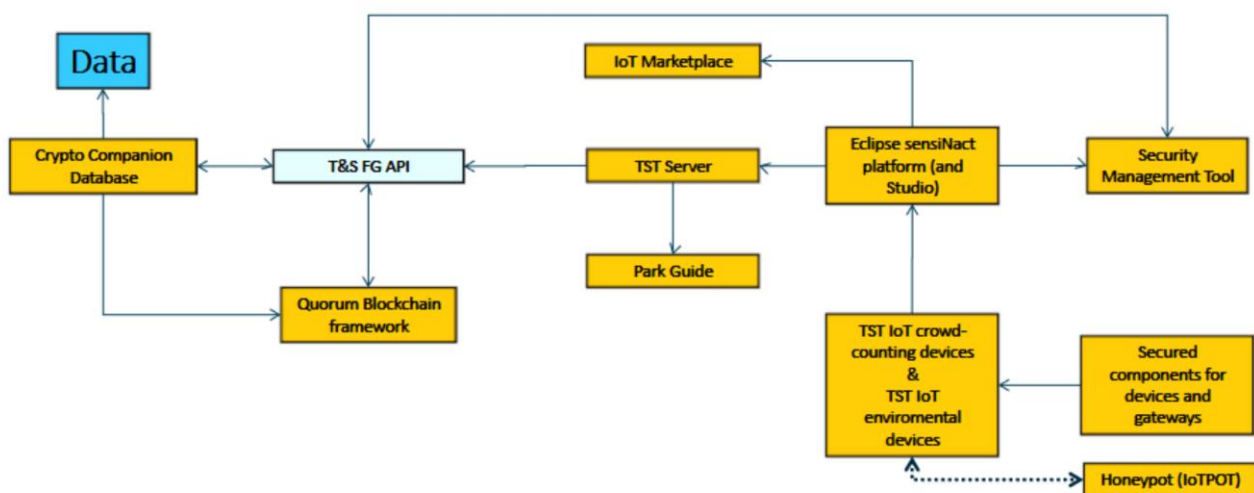 Data
IoT Marketplace
Crypto Companion
Database
T&S FG API
TST Server
Eclipse sensiNact
platform (and
Studio)
Security
Management Tool
Park Guide
Quorum Blockchain
framework
TST IoT crowd-
counting devices
&
TST IoT
enviromental
devices
Secured
components for
devices and
gateways
Honeypot (IoTPOT)